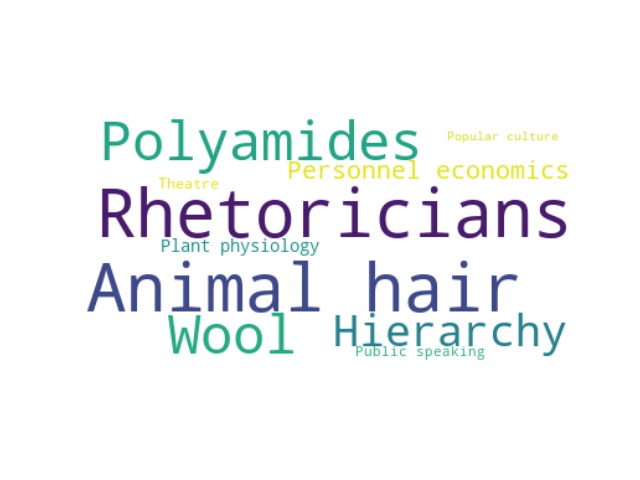 Popular culture
Polyamides
Personnel economics
Theatre
Rhetoricians
Plant physiology
Animal hair
Wool
Hierarchy
Public speaking